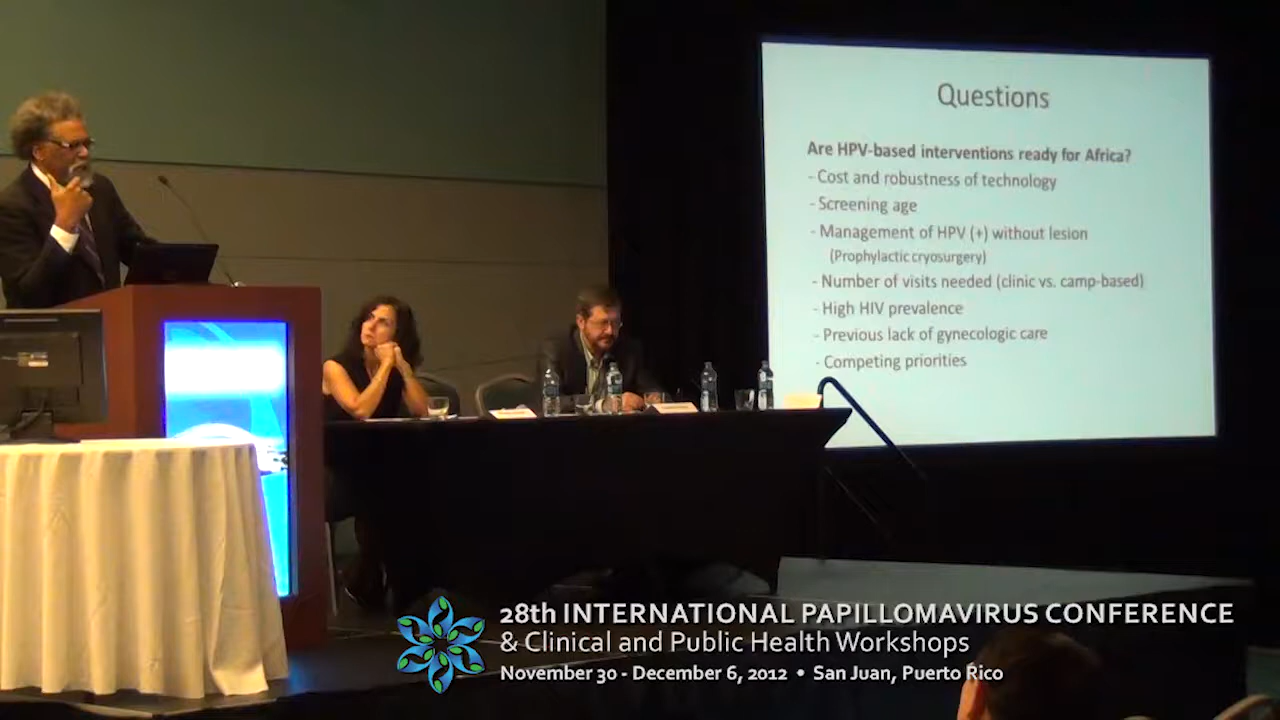 Questions
Are HPV-based interventions ready for Africa?
- Cost and robustness of technology
- Screening age
- Management of HPV (+) without lesion
(Prophylactic cryosurgery)
- Number of visits needed (clinic vs. camp-based)
- High HIV prevalence
- Previous lack of gynecologic care
- Competing priorities
28th INTERNATIONAL PAPILLOMAVIRUS CONFERENCE
& Clinical and Public Health Workshops
November 30 - December 6, 2012 • San Juan, Puerto Rico